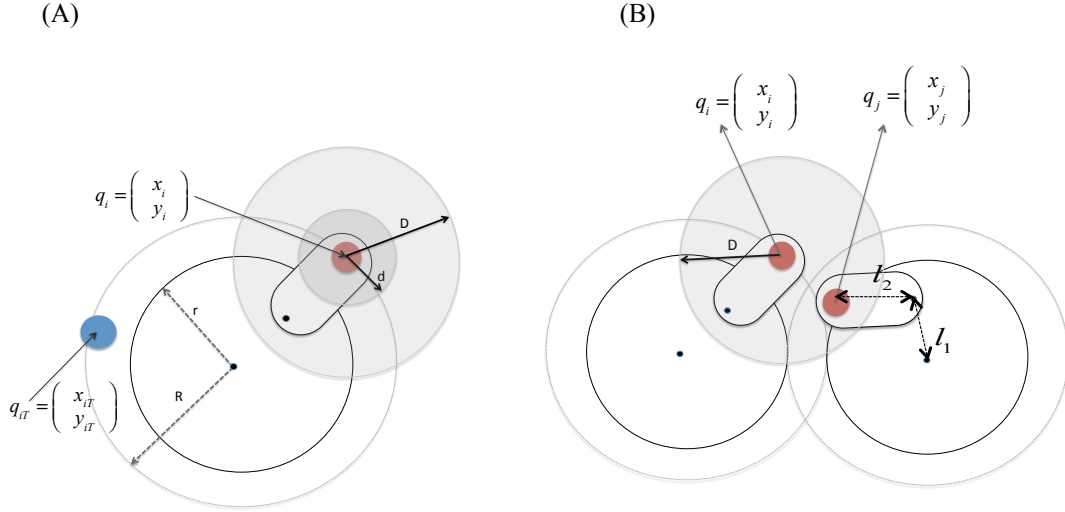 (A)
(B)
q_i = ( x_i
y_i )
D
d
r
R
q_iT = ( x_iT
y_iT )
q_i = ( x_i
y_i )
q_j = ( x_j
y_j )
D
l_2
l_1